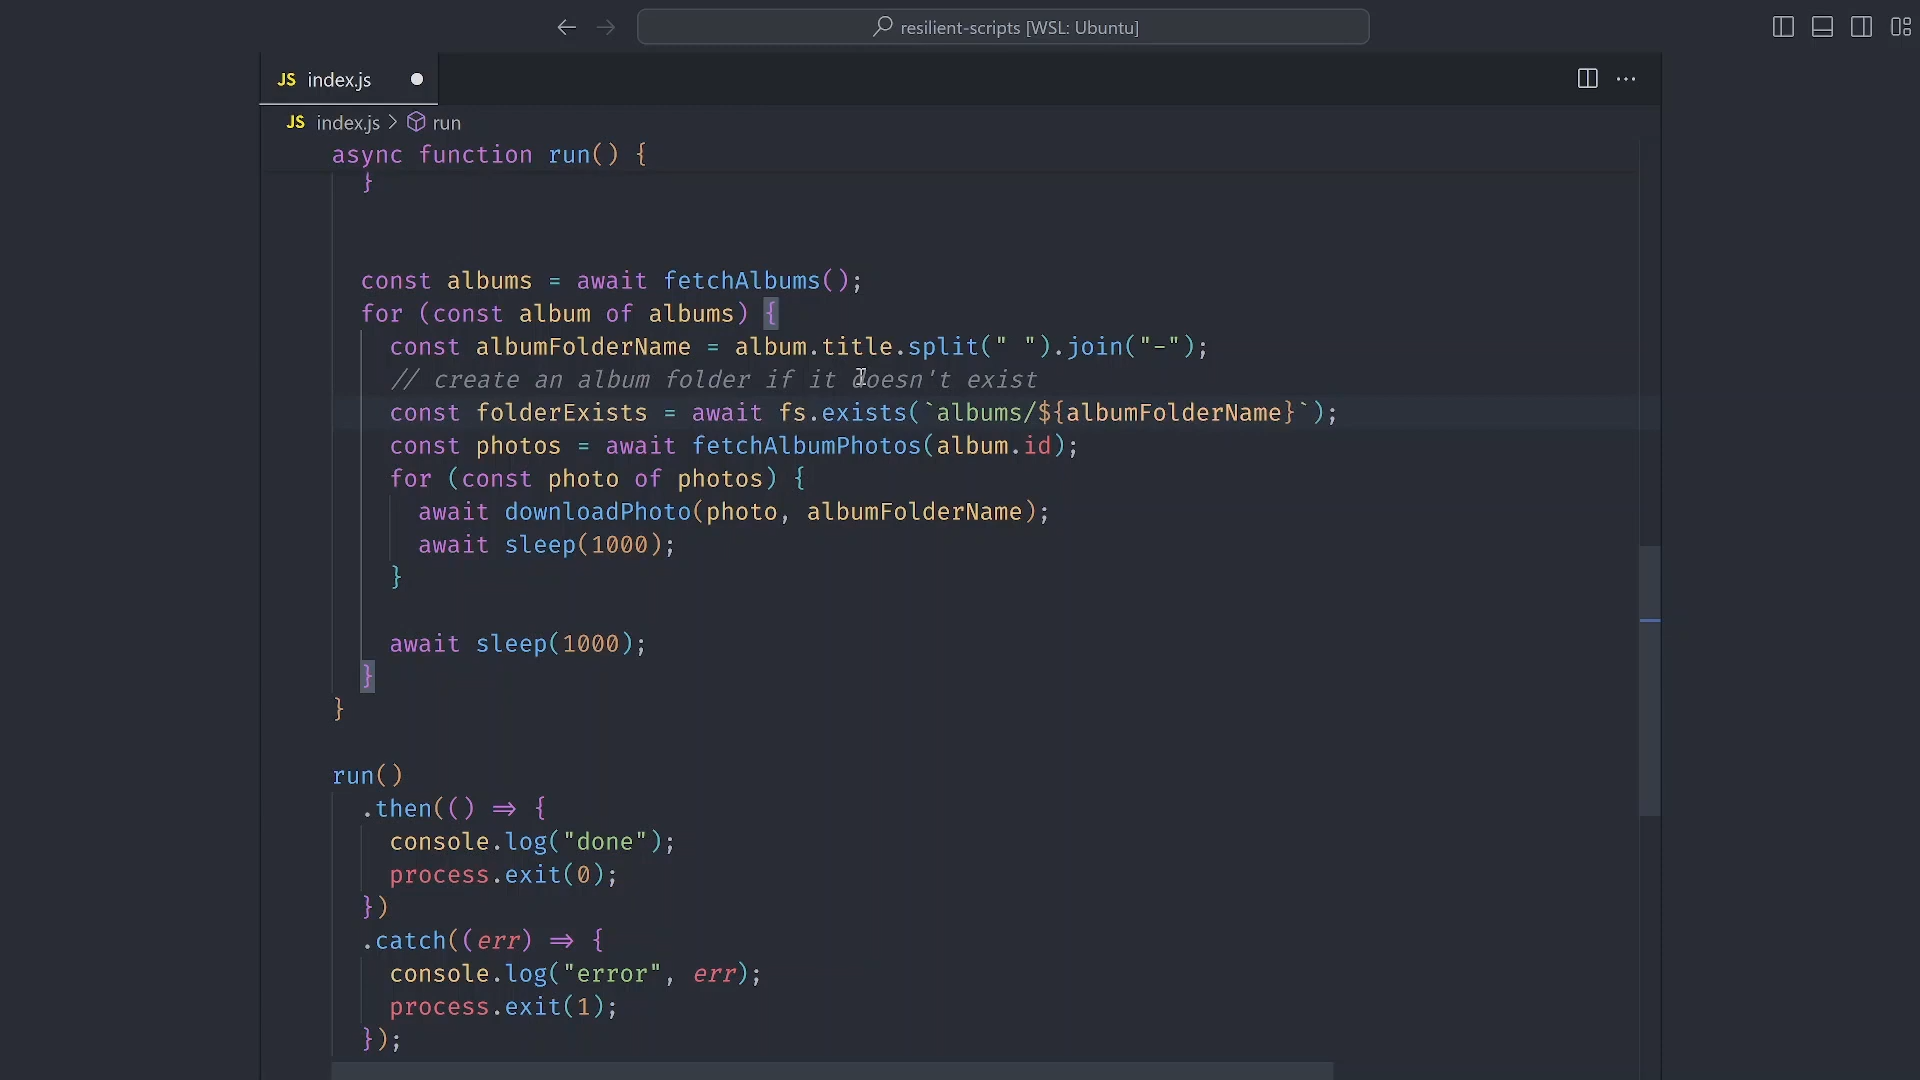 resilient-scripts [WSL: Ubuntu]
JS index.js
JS index.js > run
async function run() {
}
const albums = await fetchAlbums();
for (const album of albums) {
const albumFolderName = album.title.split(" ").join("-");
// create an album folder if it doesn't exist
const folderExists = await fs.exists(`albums/${albumFolderName}`);
const photos = await fetchAlbumPhotos(album.id);
for (const photo of photos) {
await downloadPhoto(photo, albumFolderName);
await sleep(1000);
}
await sleep(1000);
}
}
run()
.then(() => {
console.log("done");
process.exit(0);
})
.catch((err) => {
console.log("error", err);
process.exit(1);
});